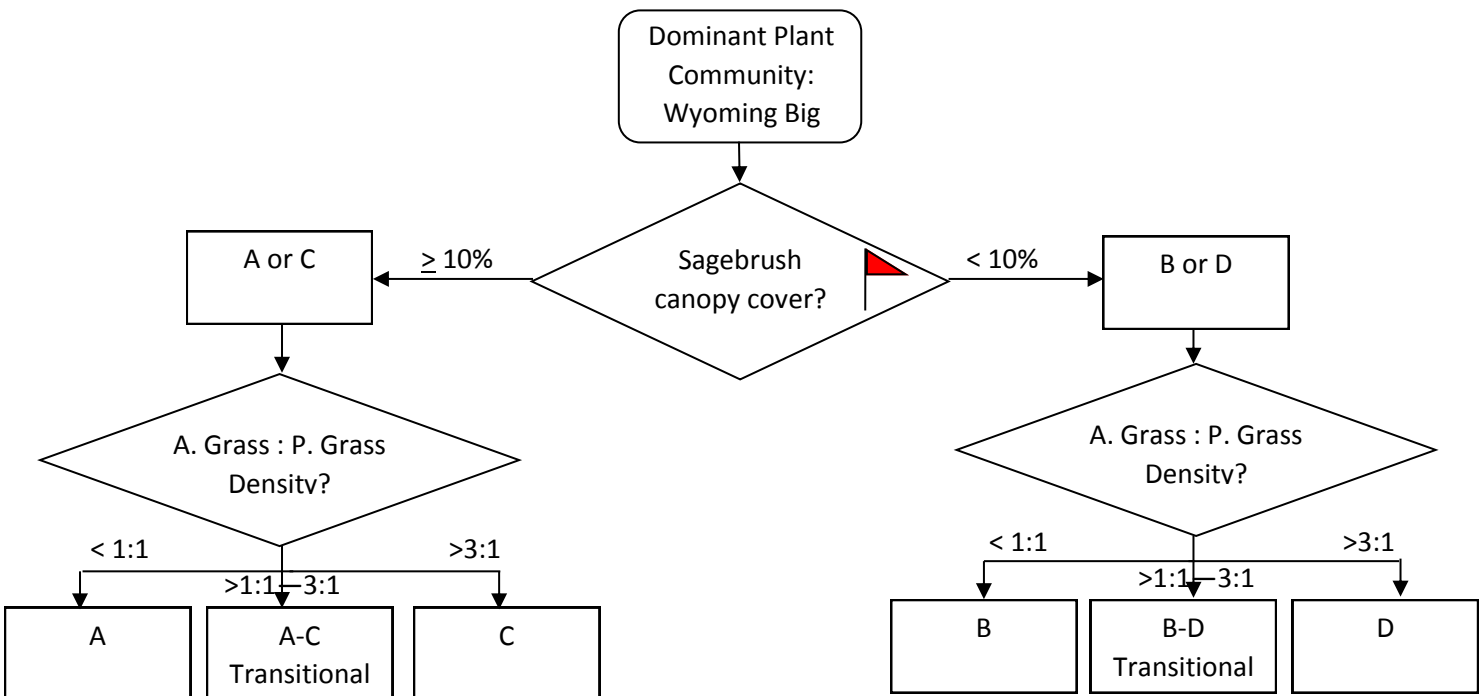 Dominant Plant
Community:
Wyoming Big
Sagebrush
canopy cover?
≥ 10%
< 10%
A or C
B or D
A. Grass : P. Grass
Density?
A. Grass : P. Grass
Density?
< 1:1
>3:1
>1:1—3:1
< 1:1
>3:1
>1:1—3:1
A
A-C
Transitional
C
B
B-D
Transitional
D